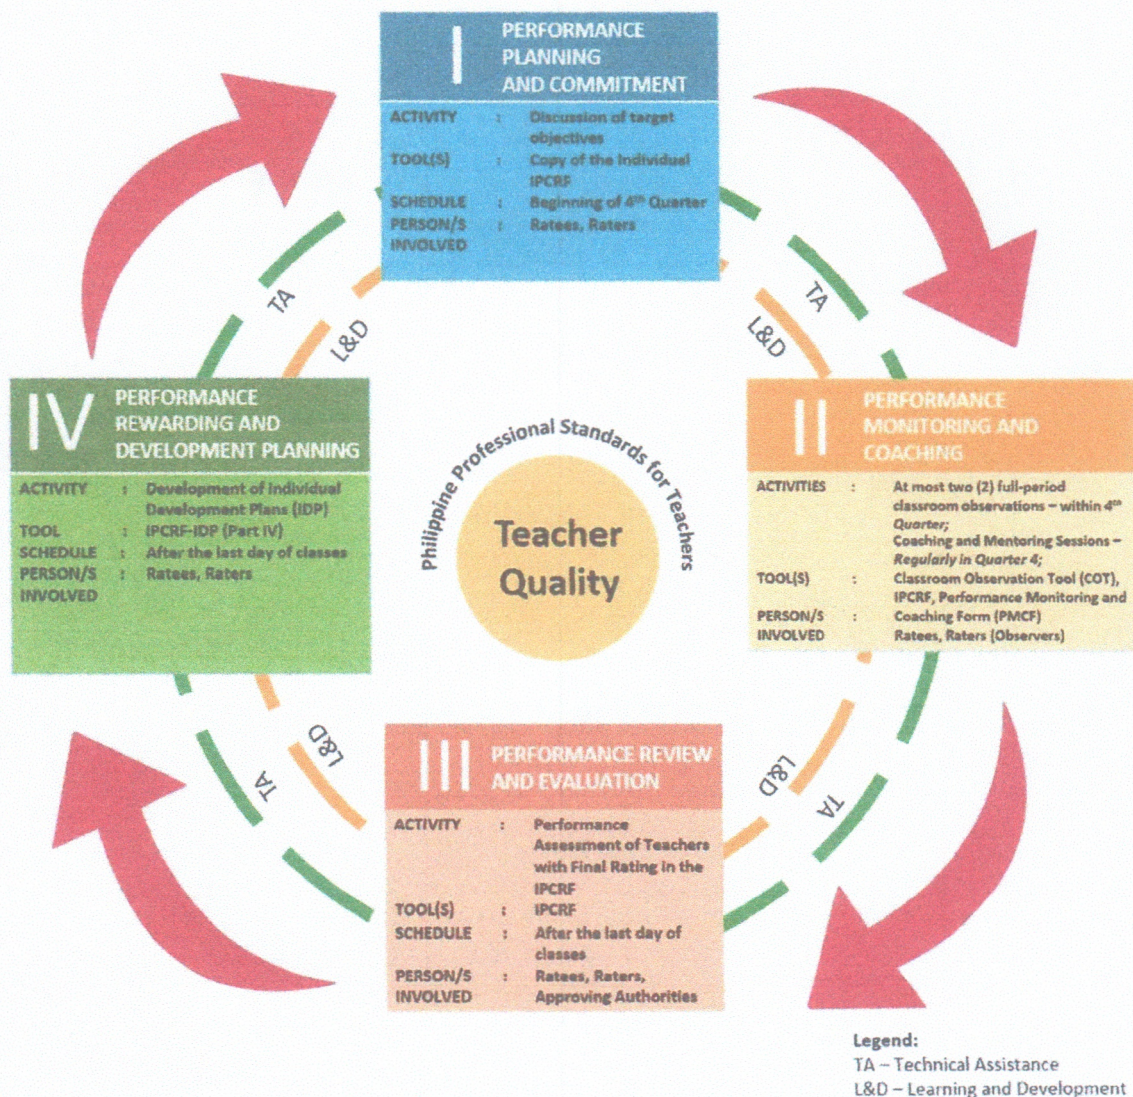 I PERFORMANCE
PLANNING
AND COMMITMENT
ACTIVITY : Discussion of target
objectives
TOOL(S) : Copy of the Individual
IPCRF
SCHEDULE : Beginning of 4th Quarter
PERSON/S : Ratees, Raters
INVOLVED
TA
L&D
TA
L&D
IV PERFORMANCE
REWARDING AND
DEVELOPMENT PLANNING
ACTIVITY : Development of Individual
Development Plans (IDP)
TOOL : IPCRF-IDP (Part IV)
SCHEDULE : After the last day of classes
PERSON/S : Ratees, Raters
INVOLVED
Philippine Professional Standards for Teachers
Teacher
Quality
II PERFORMANCE
MONITORING AND
COACHING
ACTIVITIES : At most two (2) full-period
classroom observations – within 4th
Quarter;
Coaching and Mentoring Sessions –
Regularly in Quarter 4;
TOOL(S) : Classroom Observation Tool (COT),
IPCRF, Performance Monitoring and
PERSON/S : Coaching Form (PMCF)
INVOLVED Ratees, Raters (Observers)
L&D
TA
L&D
TA
III PERFORMANCE REVIEW
AND EVALUATION
ACTIVITY : Performance
Assessment of Teachers
with Final Rating in the
IPCRF
TOOL(S) : IPCRF
SCHEDULE : After the last day of
classes
PERSON/S : Ratees, Raters,
INVOLVED Approving Authorities
Legend:
TA – Technical Assistance
L&D – Learning and Development